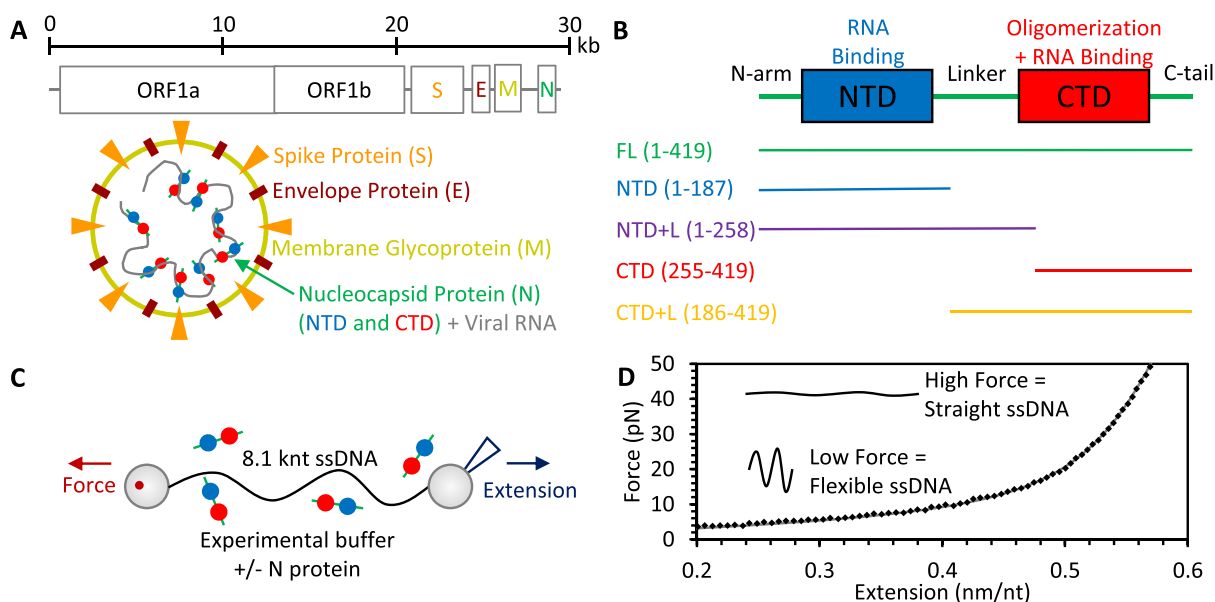 A
0 10 20 30
kb
ORF1a ORF1b S E M N
Spike Protein (S)
Envelope Protein (E)
Membrane Glycoprotein (M)
Nucleocapsid Protein (N)
(NTD and CTD) + Viral RNA
B
RNA
Binding
Oligomerization
+ RNA Binding
N-arm NTD Linker CTD C-tail
FL (1-419)
NTD (1-187)
NTD+L (1-258)
CTD (255-419)
CTD+L (186-419)
C
8.1 knt ssDNA
Force
Extension
Experimental buffer
+/- N protein
D
Force (pN)
50
40
30
20
10
0
High Force =
Straight ssDNA
Low Force =
Flexible ssDNA
0.2 0.3 0.4 0.5 0.6
Extension (nm/nt)